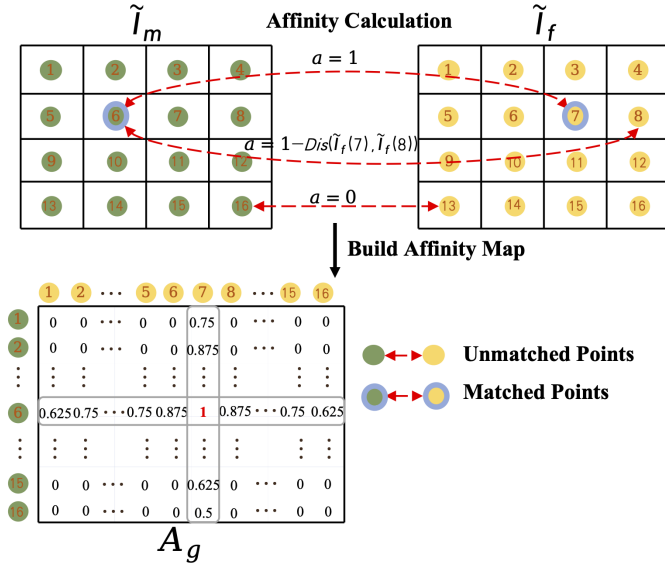 Ĩm Affinity Calculation Ĩf
a = 1
1 2 3 4
1 2 3 4
5 6 7 8
5 6 7 8
a = 1−Dis(Ĩf(7),Ĩf(8))
9 10 11 12
9 10 11 12
a = 0
13 14 15 16
13 14 15 16
Build Affinity Map
1 2 ··· 5 6 7 8 ··· 15 16
1 0 0 ··· 0 0 0.75 0 ··· 0 0
2 0 0 ··· 0 0 0.875 0 ··· 0 0
6 0.625 0.75 ··· 0.75 0.875 1 0.875 ··· 0.75 0.625
15 0 0 ··· 0 0 0.625 0 ··· 0 0
16 0 0 ··· 0 0 0.5 0 ··· 0 0
Ag
Unmatched Points
Matched Points